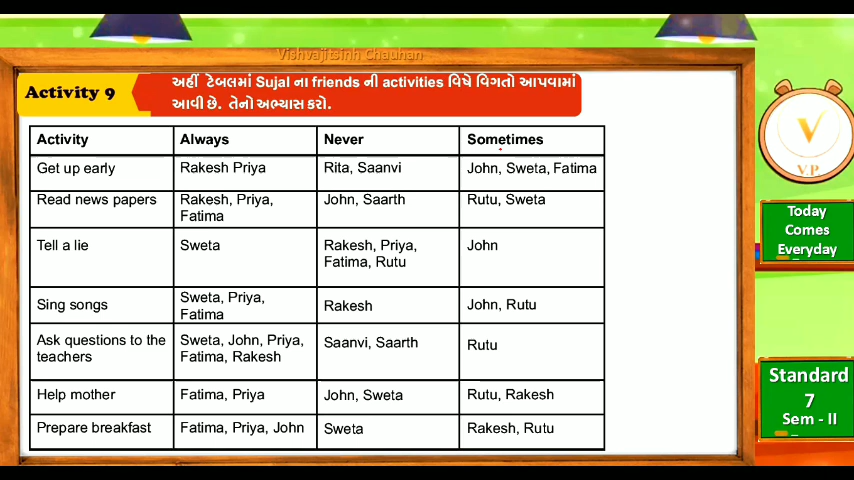 Vishvajitsinh Chauhan
Activity 9
અહીં ટેબલમાં Sujal ના friends ની activities વિષે વિગતો આપવામાં
આવી છે. તેનો અભ્યાસ કરો.
Activity Always Never Sometimes
Get up early Rakesh Priya Rita, Saanvi John, Sweta, Fatima
Read news papers Rakesh, Priya, John, Saarth Rutu, Sweta
Fatima
Tell a lie Sweta Rakesh, Priya, John
Fatima, Rutu
Sing songs Sweta, Priya, Rakesh John, Rutu
Fatima
Ask questions to the Sweta, John, Priya, Saanvi, Saarth Rutu
teachers Fatima, Rakesh
Help mother Fatima, Priya John, Sweta Rutu, Rakesh
Prepare breakfast Fatima, Priya, John Sweta Rakesh, Rutu
V
V.P.
Today
Comes
Everyday
Standard
7
Sem - II